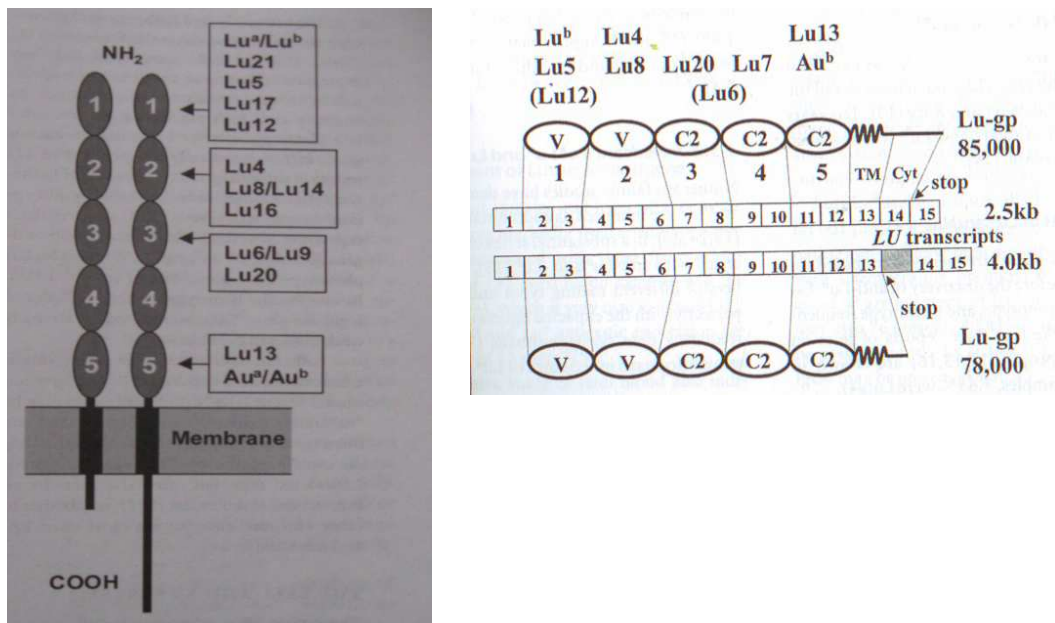 NH₂
Luᵃ/Luᵇ
Lu21
Lu5
Lu17
Lu12
1 1
2 2
Lu4
Lu8/Lu14
Lu16
3 3
Lu6/Lu9
Lu20
4 4
5 5
Lu13
Auᵃ/Auᵇ
Membrane
COOH
Luᵇ Lu4 Lu13
Lu5 Lu8 Lu20 Lu7 Auᵇ
(Lu12) (Lu6)
V V C2 C2 C2 Lu-gp
85,000
1 2 3 4 5 TM Cyt
stop
1 2 3 4 5 6 7 8 9 10 11 12 13 14 15 2.5kb
LU transcripts
1 2 3 4 5 6 7 8 9 10 11 12 13 14 15 4.0kb
stop
V V C2 C2 C2 Lu-gp
78,000